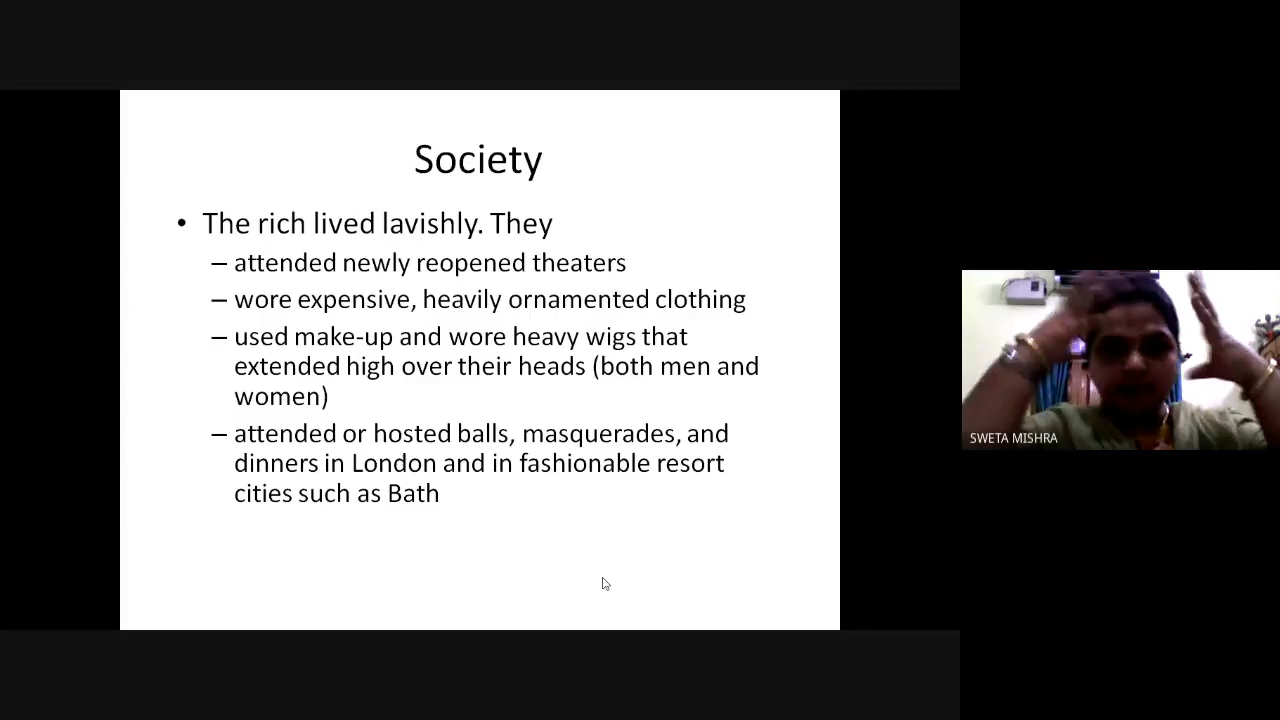 Society
• The rich lived lavishly. They
– attended newly reopened theaters
– wore expensive, heavily ornamented clothing
– used make-up and wore heavy wigs that
extended high over their heads (both men and
women)
– attended or hosted balls, masquerades, and
dinners in London and in fashionable resort
cities such as Bath
SWETA MISHRA